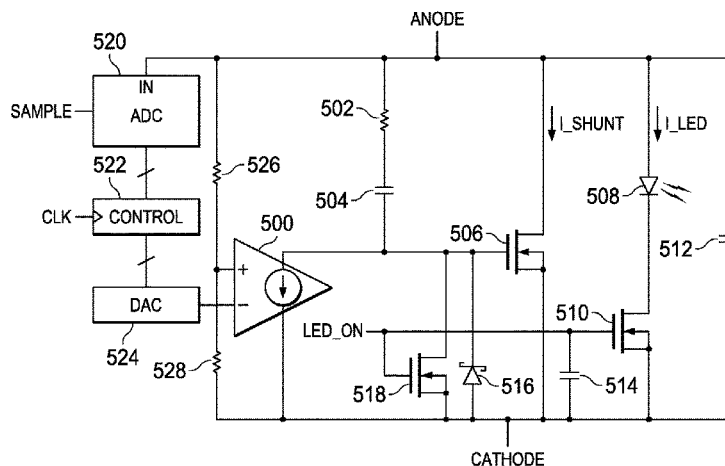 ANODE
520
IN
ADC
SAMPLE
502
I_SHUNT
I_LED
522
526
CONTROL
CLK
504
508
500
506
512
+
−
DAC
524
510
LED_ON
528
518
516
514
CATHODE